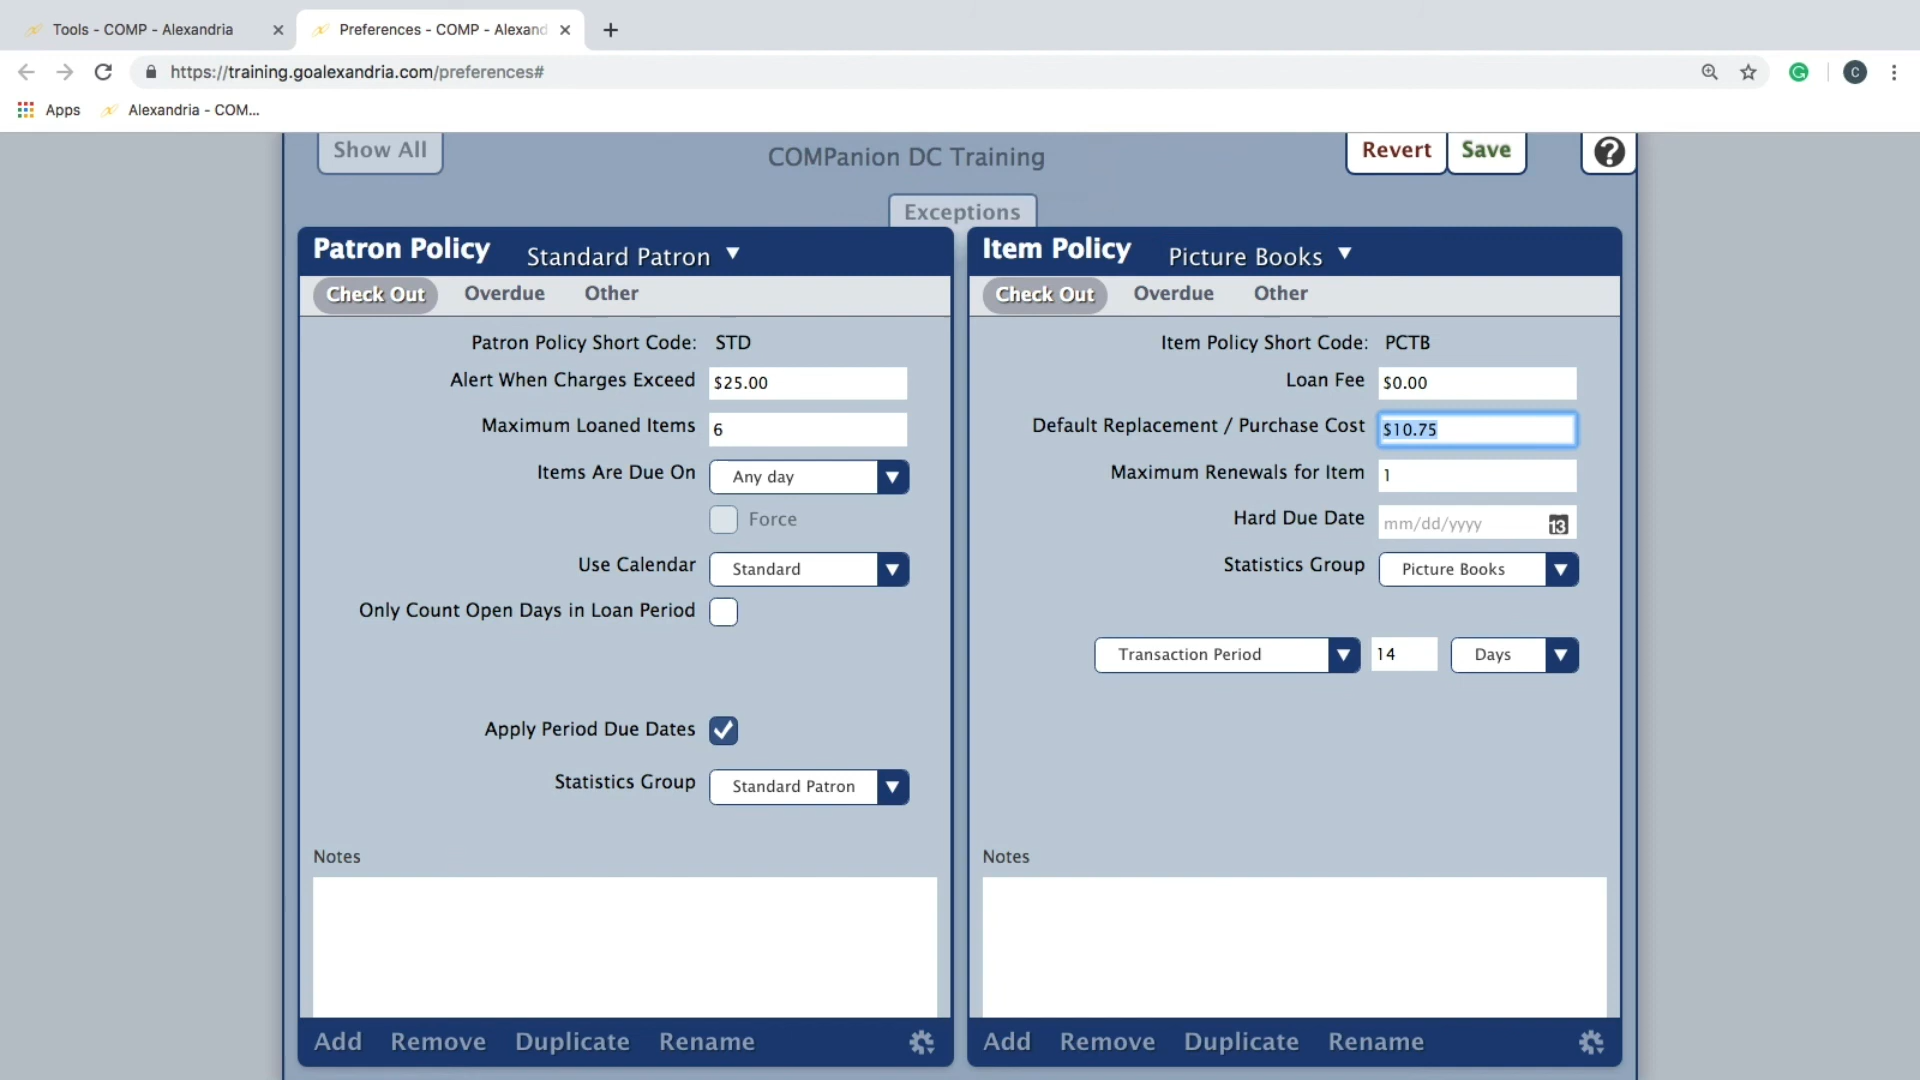 Tools - COMP - Alexandria
Preferences - COMP - Alexand
https://training.goalexandria.com/preferences#
C
Apps
Alexandria - COM...
Show All
COMPanion DC Training
Revert
Save
?
Exceptions
Patron Policy
Standard Patron
Check Out
Overdue
Other
Patron Policy Short Code: STD
Alert When Charges Exceed $25.00
Maximum Loaned Items 6
Items Are Due On Any day
Force
Use Calendar Standard
Only Count Open Days in Loan Period
Apply Period Due Dates
Statistics Group Standard Patron
Notes
Add Remove Duplicate Rename
Item Policy
Picture Books
Check Out
Overdue
Other
Item Policy Short Code: PCTB
Loan Fee $0.00
Default Replacement / Purchase Cost $10.75
Maximum Renewals for Item 1
Hard Due Date mm/dd/yyyy 13
Statistics Group Picture Books
Transaction Period 14 Days
Notes
Add Remove Duplicate Rename